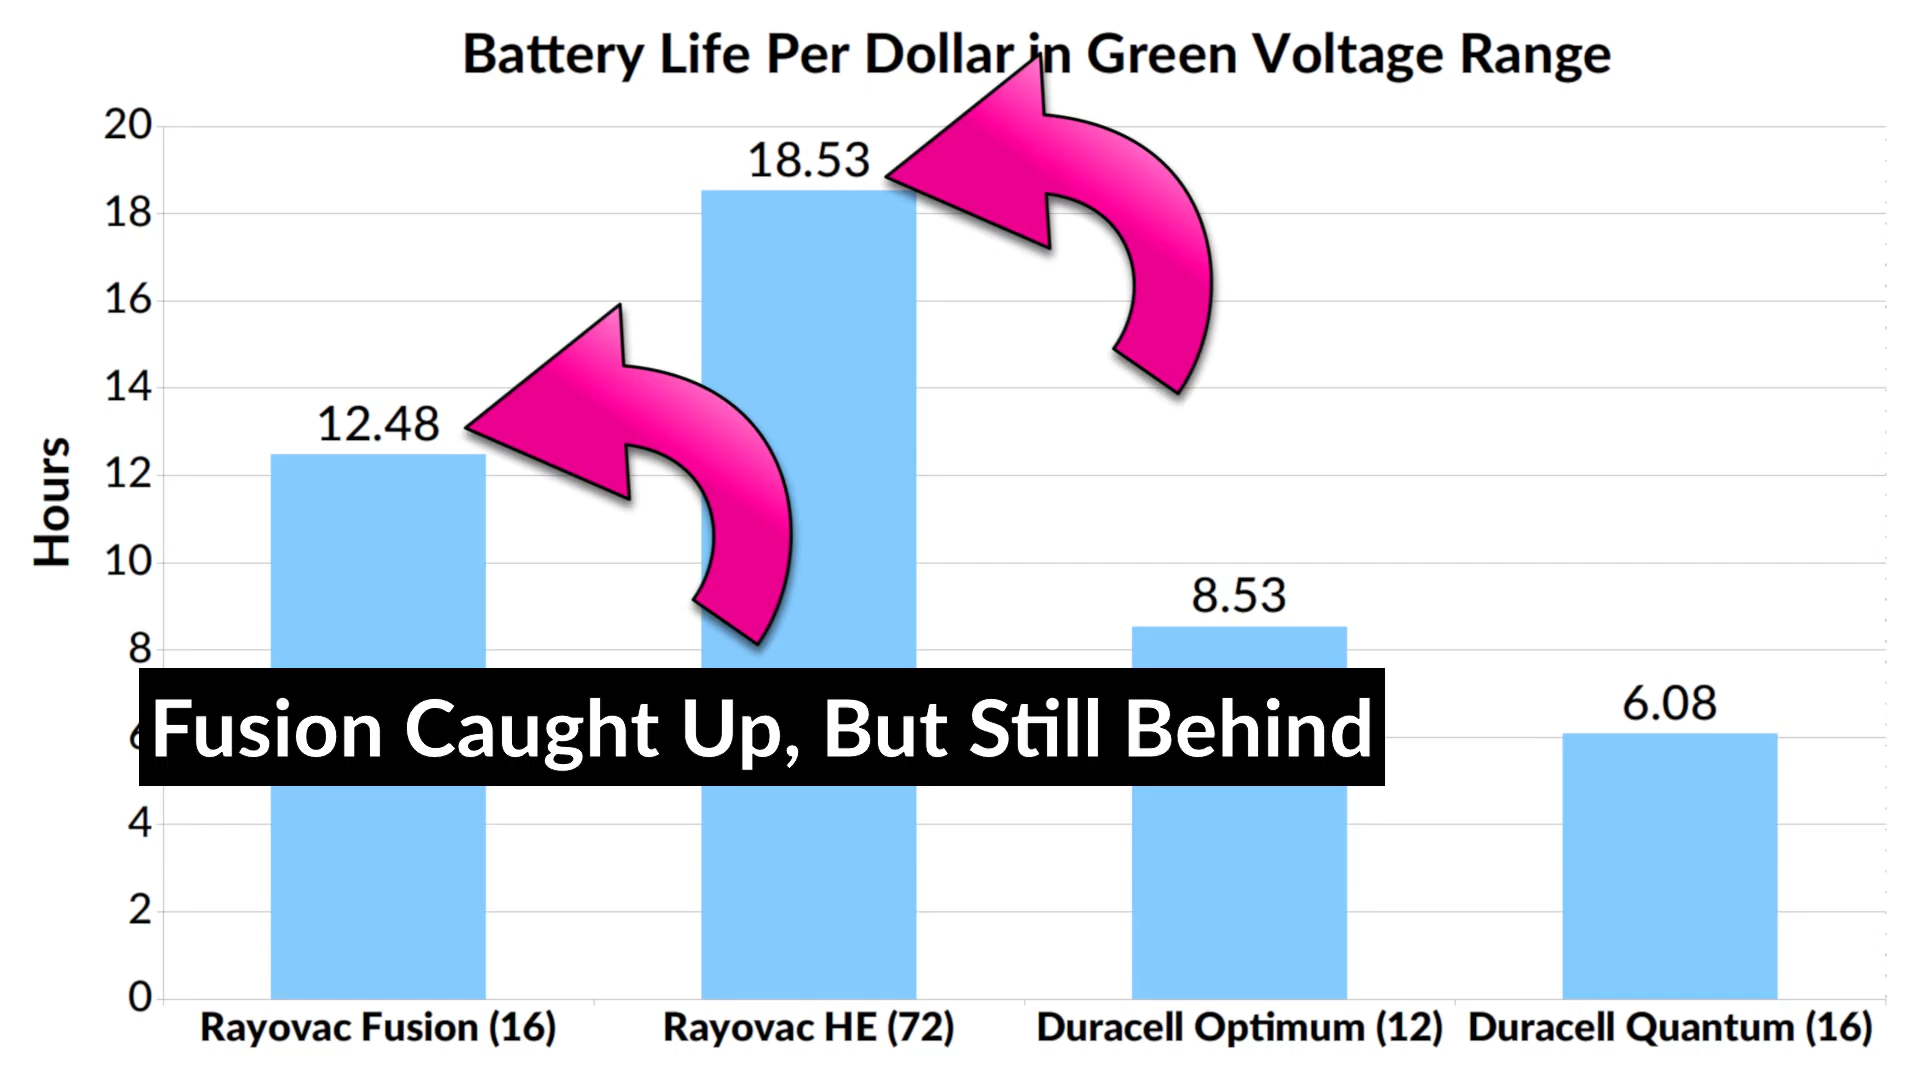 Battery Life Per Dollar in Green Voltage Range
20
18
16
14
12
10
8
6
4
2
0
Hours
12.48
18.53
8.53
6.08
Fusion Caught Up, But Still Behind
Rayovac Fusion (16)
Rayovac HE (72)
Duracell Optimum (12)
Duracell Quantum (16)